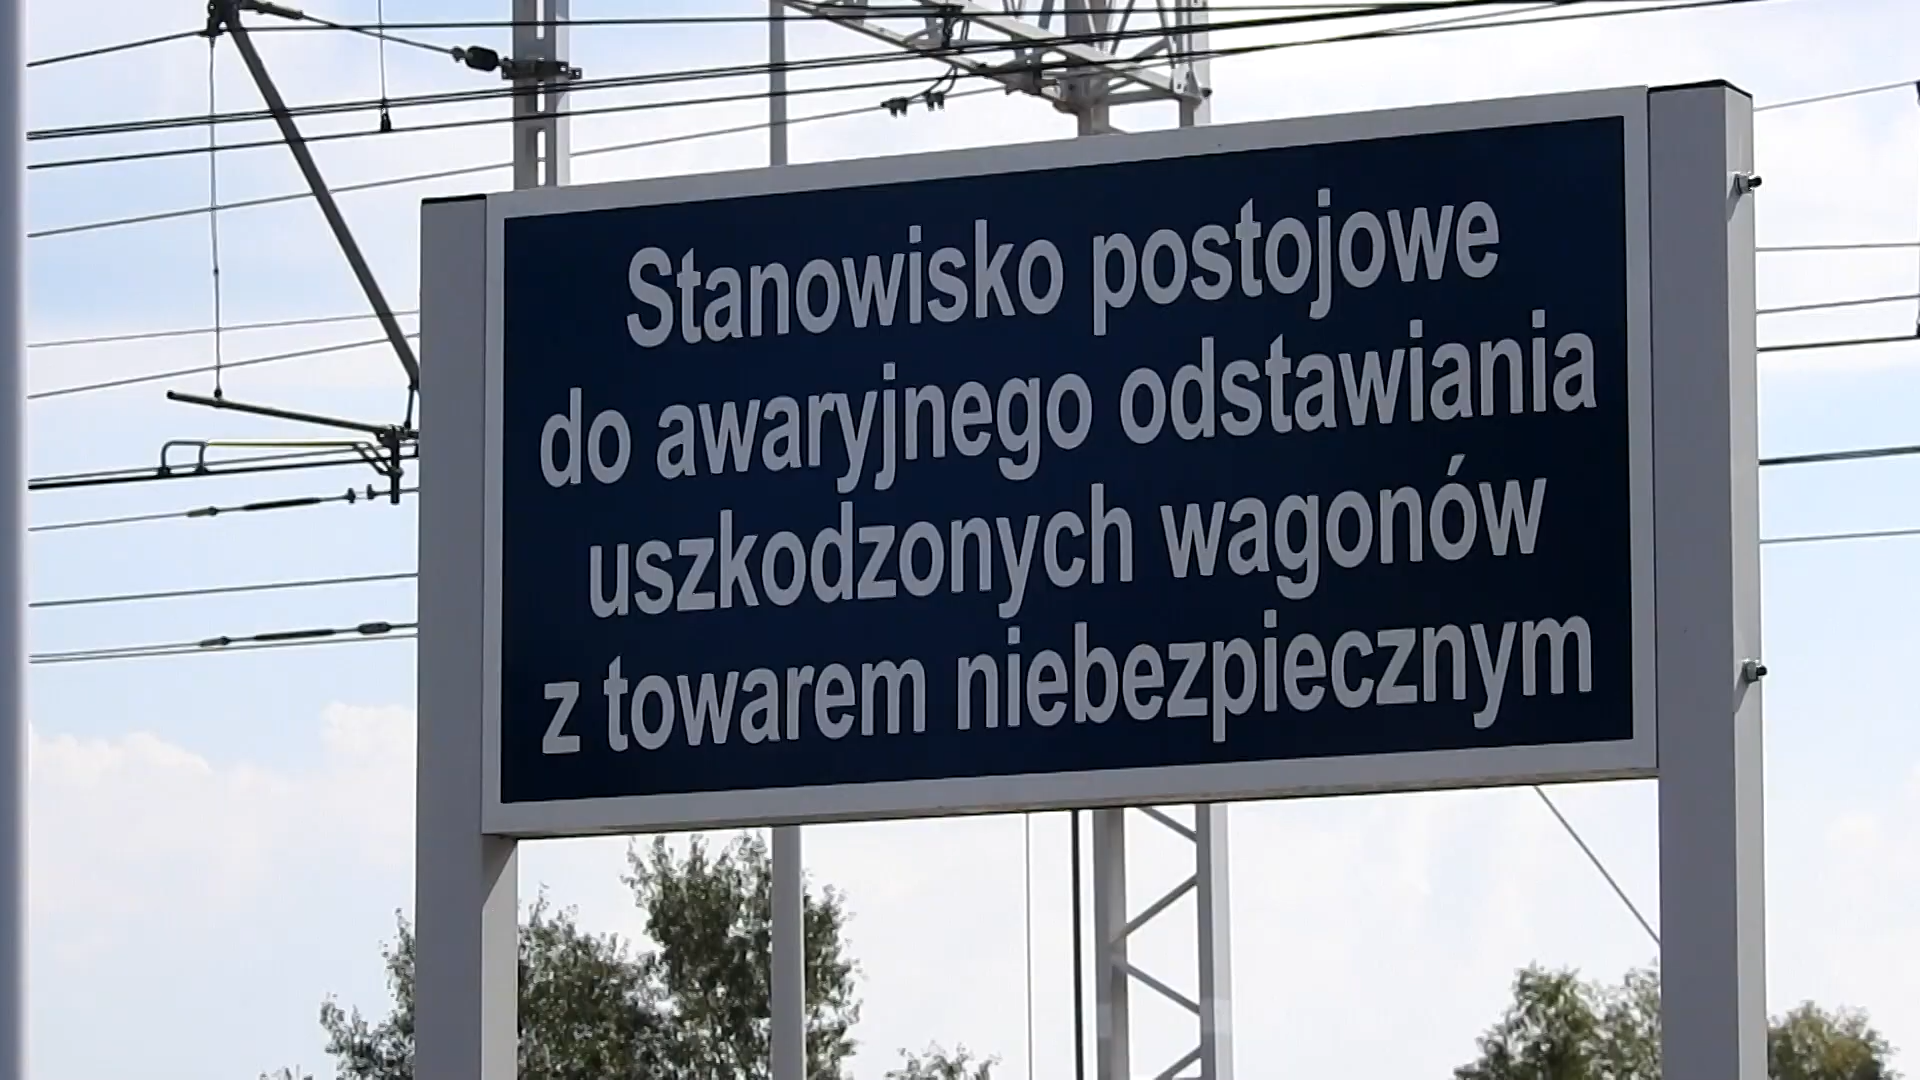 Stanowisko postojowe
do awaryjnego odstawiania
uszkodzonych wagonów
z towarem niebezpiecznym